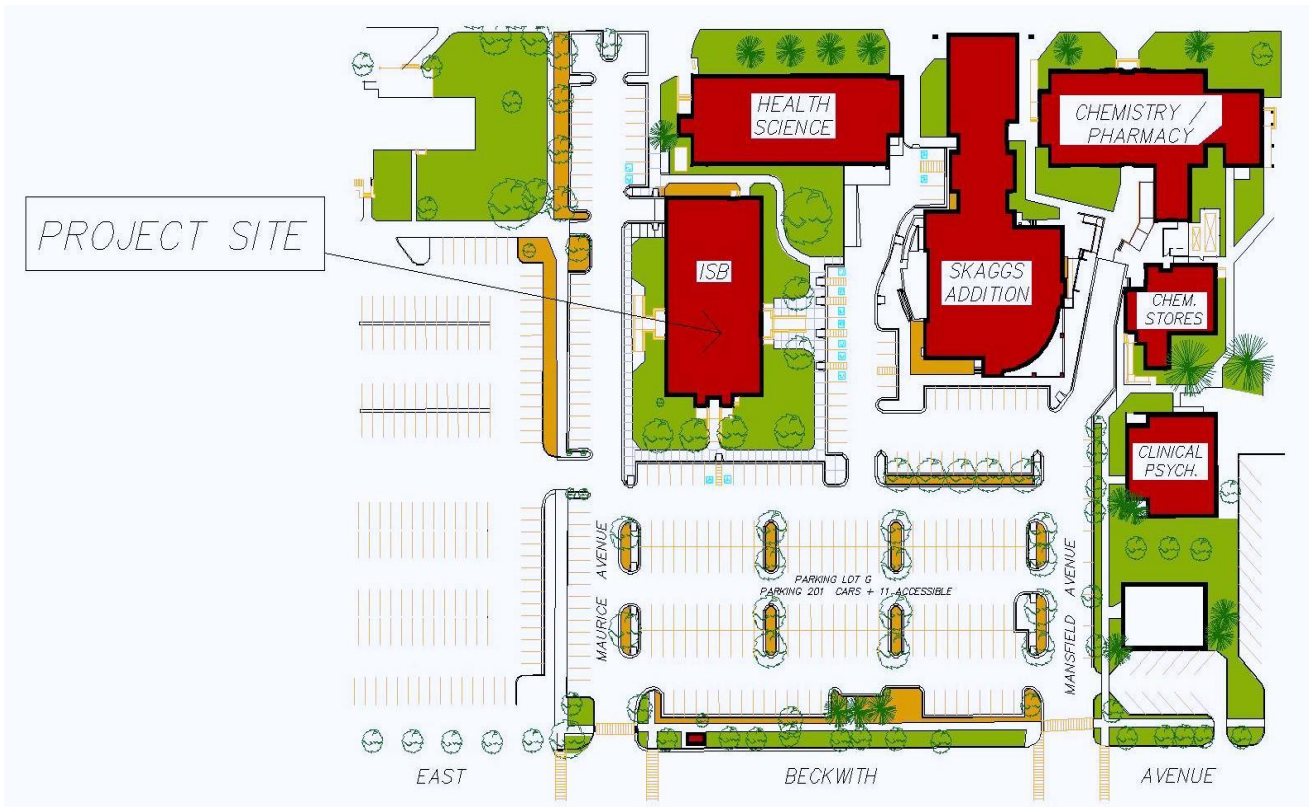 HEALTH
SCIENCE
CHEMISTRY /
PHARMACY
PROJECT SITE
ISB
SKAGGS
ADDITION
CHEM.
STORES
CLINICAL
PSYCH.
MAURICE AVENUE
PARKING LOT G
PARKING 201 CARS + 11 ACCESSIBLE
MANSFIELD AVENUE
EAST BECKWITH AVENUE